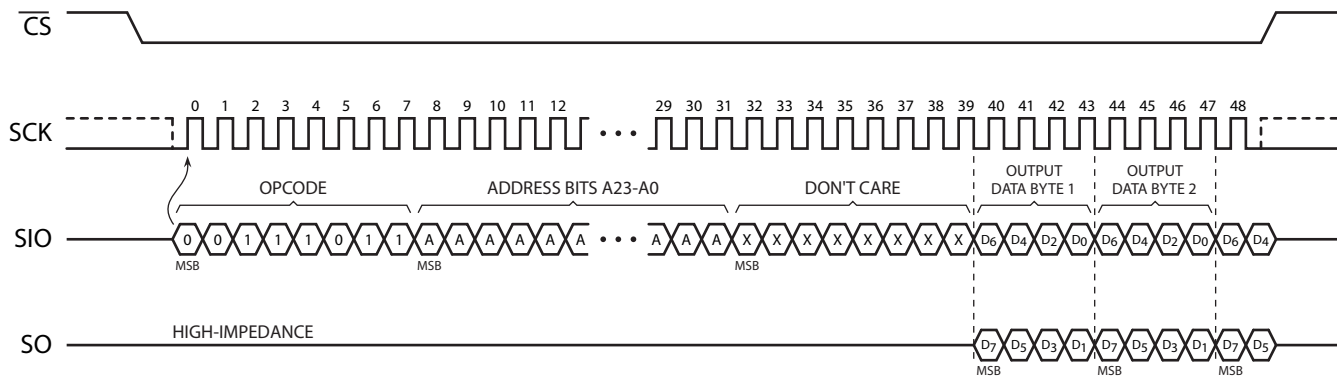 CS
0 1 2 3 4 5 6 7 8 9 10 11 12 29 30 31 32 33 34 35 36 37 38 39 40 41 42 43 44 45 46 47 48
SCK
OPCODE ADDRESS BITS A23-A0 DON'T CARE OUTPUT DATA BYTE 1 OUTPUT DATA BYTE 2
SIO 0 0 1 1 1 0 1 1 A A A A A A A A A X X X X X X X X D6 D4 D2 D0 D6 D4 D2 D0 D6 D4
MSB MSB MSB
HIGH-IMPEDANCE
SO D7 D5 D3 D1 D7 D5 D3 D1 D7 D5
MSB MSB MSB